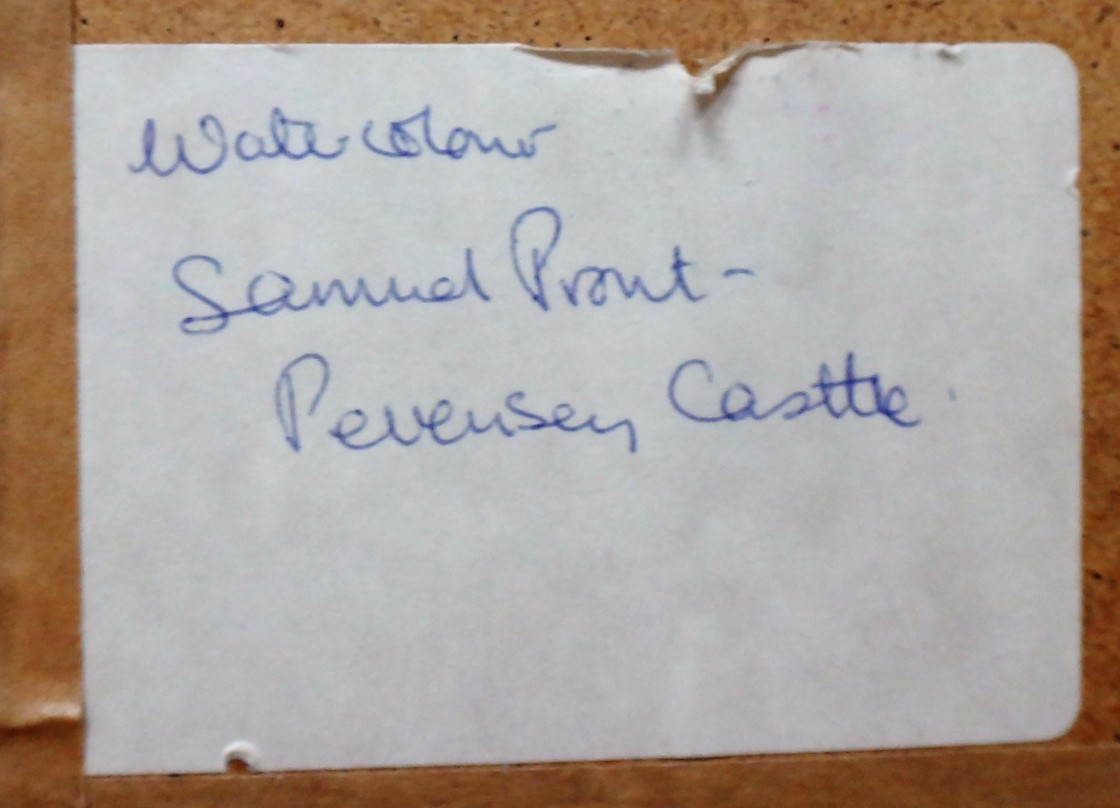 Watercolour
Samuel Prout -
Pevensey Castle.